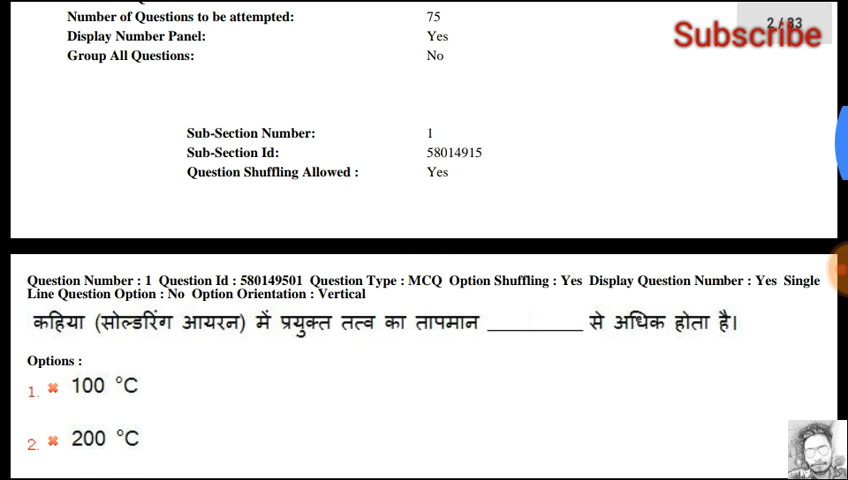 Number of Questions to be attempted: 75
Display Number Panel: Yes
Group All Questions: No
2 / 33
Subscribe
Sub-Section Number: 1
Sub-Section Id: 58014915
Question Shuffling Allowed : Yes
Question Number : 1 Question Id : 580149501 Question Type : MCQ Option Shuffling : Yes Display Question Number : Yes Single
Line Question Option : No Option Orientation : Vertical
कहिया (सोल्डरिंग आयरन) में प्रयुक्त तत्व का तापमान __________ से अधिक होता है।
Options :
1. ✖ 100 °C
2. ✖ 200 °C